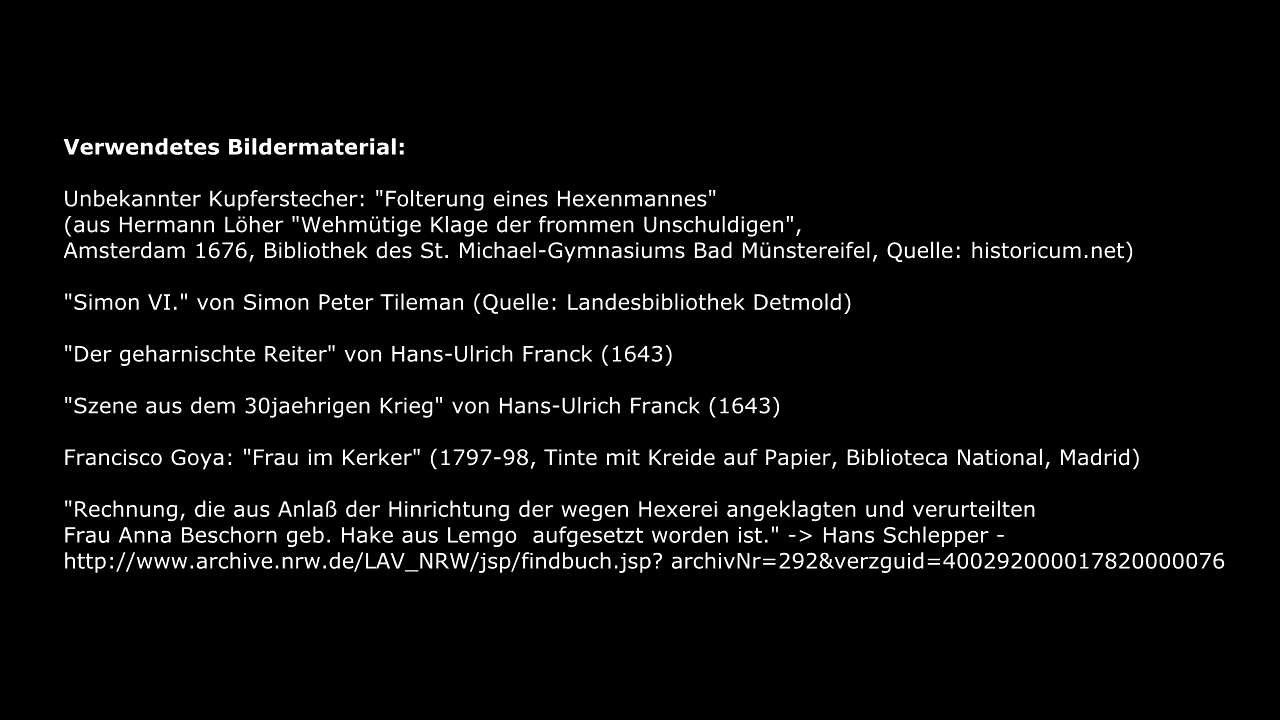 Verwendetes Bildermaterial:
Unbekannter Kupferstecher: "Folterung eines Hexenmannes"
(aus Hermann Löher "Wehmütige Klage der frommen Unschuldigen",
Amsterdam 1676, Bibliothek des St. Michael-Gymnasiums Bad Münstereifel, Quelle: historicum.net)
"Simon VI." von Simon Peter Tileman (Quelle: Landesbibliothek Detmold)
"Der geharnischte Reiter" von Hans-Ulrich Franck (1643)
"Szene aus dem 30jaehrigen Krieg" von Hans-Ulrich Franck (1643)
Francisco Goya: "Frau im Kerker" (1797-98, Tinte mit Kreide auf Papier, Biblioteca National, Madrid)
"Rechnung, die aus Anlaß der Hinrichtung der wegen Hexerei angeklagten und verurteilten
Frau Anna Beschorn geb. Hake aus Lemgo  aufgesetzt worden ist." -> Hans Schlepper -
http://www.archive.nrw.de/LAV_NRW/jsp/findbuch.jsp? archivNr=292&verzguid=400292000017820000076